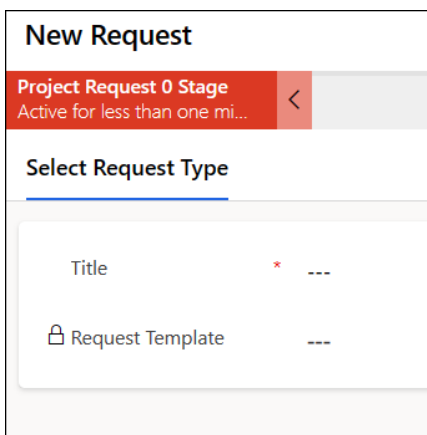 New Request
Project Request 0 Stage
Active for less than one mi...
Select Request Type
Title * ---
Request Template ---